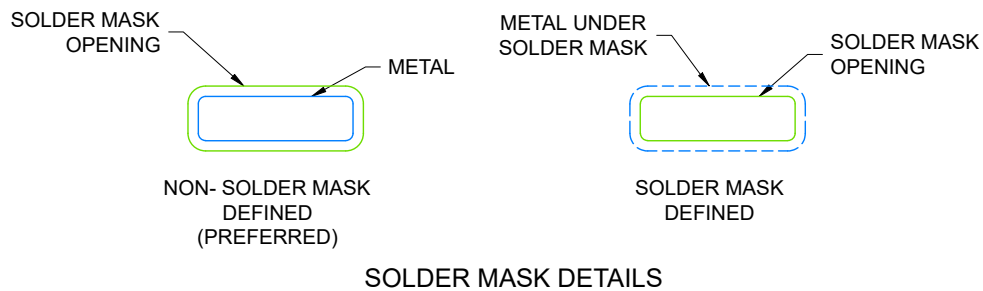 SOLDER MASK
OPENING
METAL
NON- SOLDER MASK
DEFINED
(PREFERRED)
METAL UNDER
SOLDER MASK
SOLDER MASK
OPENING
SOLDER MASK
DEFINED
SOLDER MASK DETAILS